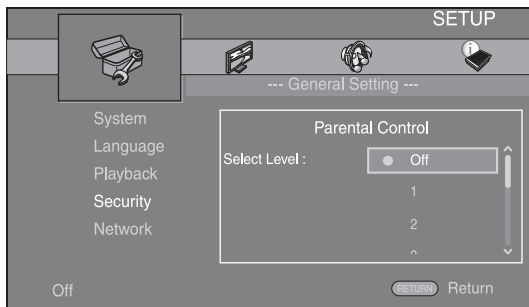 SETUP
--- General Setting ---
System
Language
Playback
Security
Network
Parental Control
Select Level :
Off
1
2
Off
RETURN Return